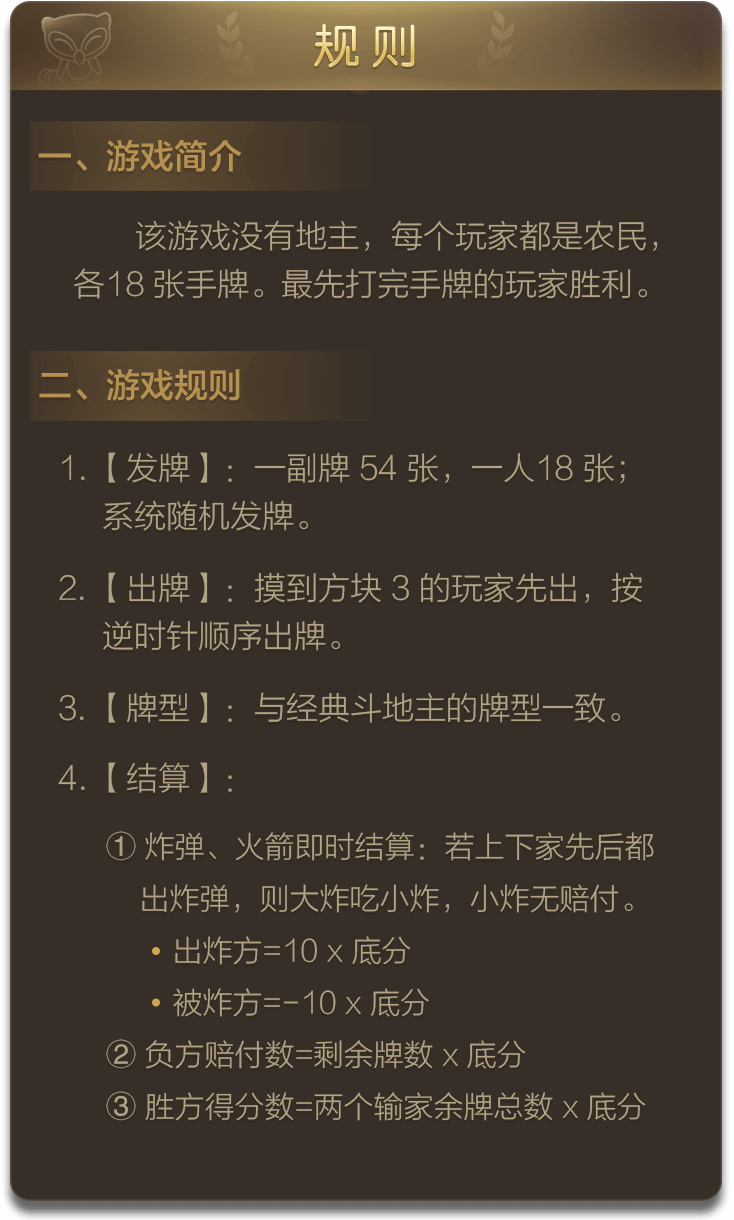 规则
一、游戏简介
该游戏没有地主，每个玩家都是农民，
各18 张手牌。最先打完手牌的玩家胜利。
二、游戏规则
1.【 发牌 】：一副牌 54 张，一人18 张；
系统随机发牌。
2.【 出牌 】：摸到方块 3 的玩家先出，按
逆时针顺序出牌。
3.【 牌型 】：与经典斗地主的牌型一致。
4.【 结算 】：
① 炸弹、火箭即时结算：若上下家先后都
出炸弹，则大炸吃小炸，小炸无赔付。
• 出炸方=10 x 底分
• 被炸方=-10 x 底分
② 负方赔付数=剩余牌数 x 底分
③ 胜方得分数=两个输家余牌总数 x 底分